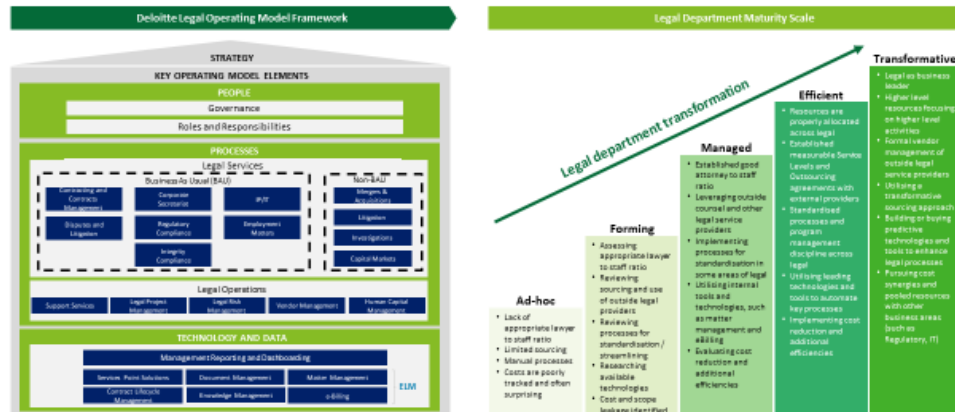 Deloitte Legal Operating Model Framework
STRATEGY
KEY OPERATING MODEL ELEMENTS
PEOPLE
Governance
Roles and Responsibilities
PROCESSES
Legal Services
Business As Usual (BAU)
Contracting and
Contracts
Management
Disputes and
Litigation
Corporate
Secretariat
Regulatory
Compliance
Integrity
Compliance
IP/IT
Employment
Matters
Non-BAU
Mergers &
Acquisitions
Litigation
Investigations
Capital Markets
Legal Operations
Support Services
Legal Project
Management
Legal Risk
Management
Vendor Management
Human Capital
Management
TECHNOLOGY AND DATA
Management Reporting and Dashboarding
Services Point Solutions
Document Management
Matter Management
Contract Lifecycle
Management
Knowledge Management
e-Billing
ELM
Legal Department Maturity Scale
Legal department transformation
Ad-hoc
• Lack of
appropriate lawyer
to staff ratio
• Limited sourcing
• Manual processes
• Costs are poorly
tracked and often
surprising
Forming
• Assessing
appropriate lawyer
to staff ratio
• Reviewing
sourcing and use
of outside legal
providers
• Reviewing
processes for
standardisation /
streamlining
• Researching
available
technologies
• Cost and scope
leakage identified
Managed
• Established good
attorney to staff
ratio
• Leveraging outside
counsel and other
legal service
providers
• Implementing
processes for
standardisation in
some areas of legal
• Utilising internal
tools and
technologies, such
as matter
management and
eBilling
• Evaluating cost
reduction and
additional
efficiencies
Efficient
• Resources are
properly allocated
across legal
• Established
measurable Service
Levels and
Outsourcing
agreements with
external providers
• Standardised
processes and
program
management
discipline across
legal
• Utilising leading
technologies and
tools to automate
key processes
• Implementing cost
reduction and
additional
efficiencies
Transformative
• Legal as business
leader
• Higher level
resources focusing
on higher level
activities
• Formal vendor
management of
outside legal
service providers
• Utilising a
transformative
sourcing approach
• Building or buying
predictive
technologies and
tools to enhance
legal processes
• Pursuing cost
synergies and
pooled resources
with other
business areas
(such as
Regulatory, IT)